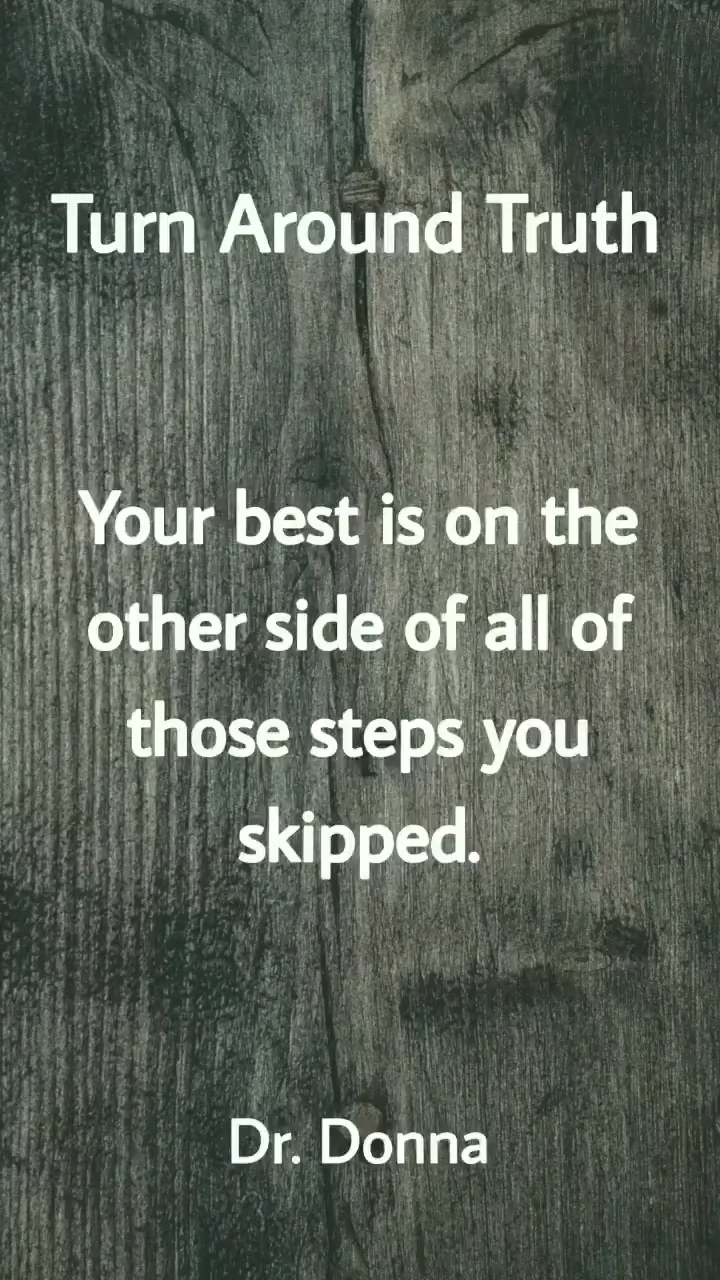 Turn Around Truth
Your best is on the
other side of all of
those steps you
skipped.
Dr. Donna